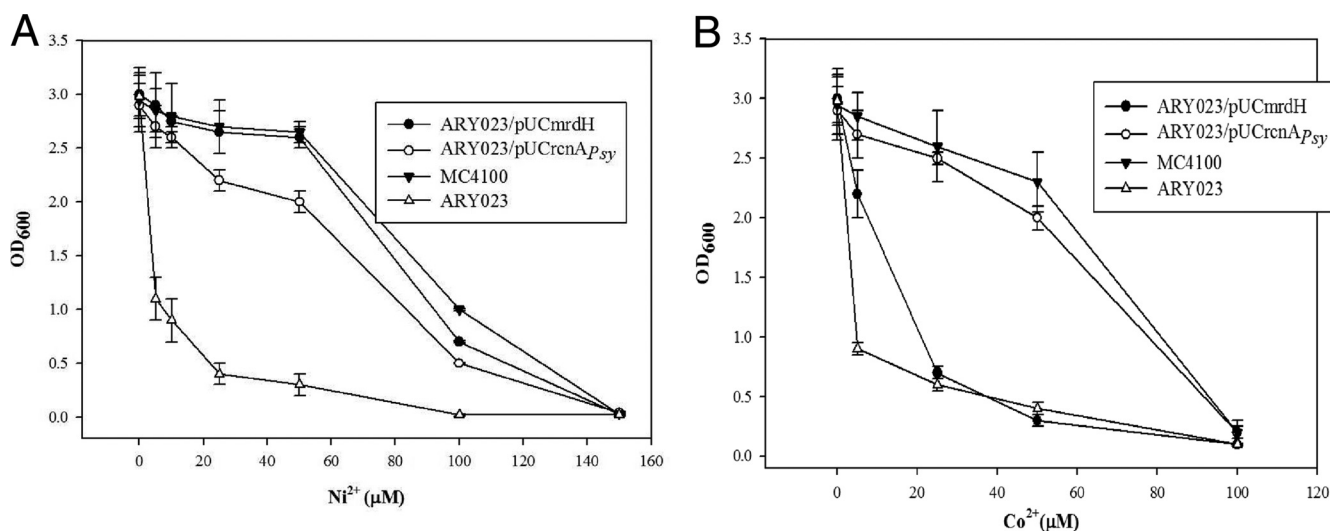 A
3.5
3.0
2.5
2.0
1.5
1.0
0.5
0.0
OD600
0 20 40 60 80 100 120 140 160
Ni2+ (μM)
ARY023/pUCmrdH
ARY023/pUCrcnAPsy
MC4100
ARY023
B
3.5
3.0
2.5
2.0
1.5
1.0
0.5
0.0
OD600
0 20 40 60 80 100 120
Co2+(μM)
ARY023/pUCmrdH
ARY023/pUCrcnAPsy
MC4100
ARY023